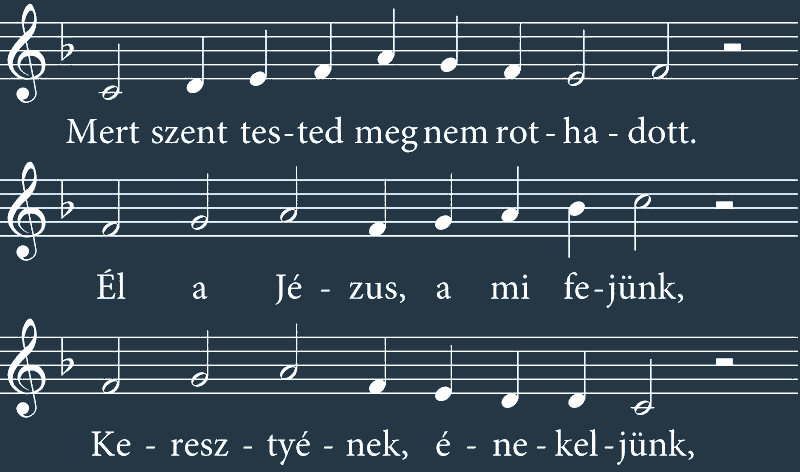 Mert szent tes-ted meg nem rot - ha - dott.
Él a Jé - zus, a mi fe-jünk,
Ke - resz - tyé - nek, é - ne - kel-jünk,